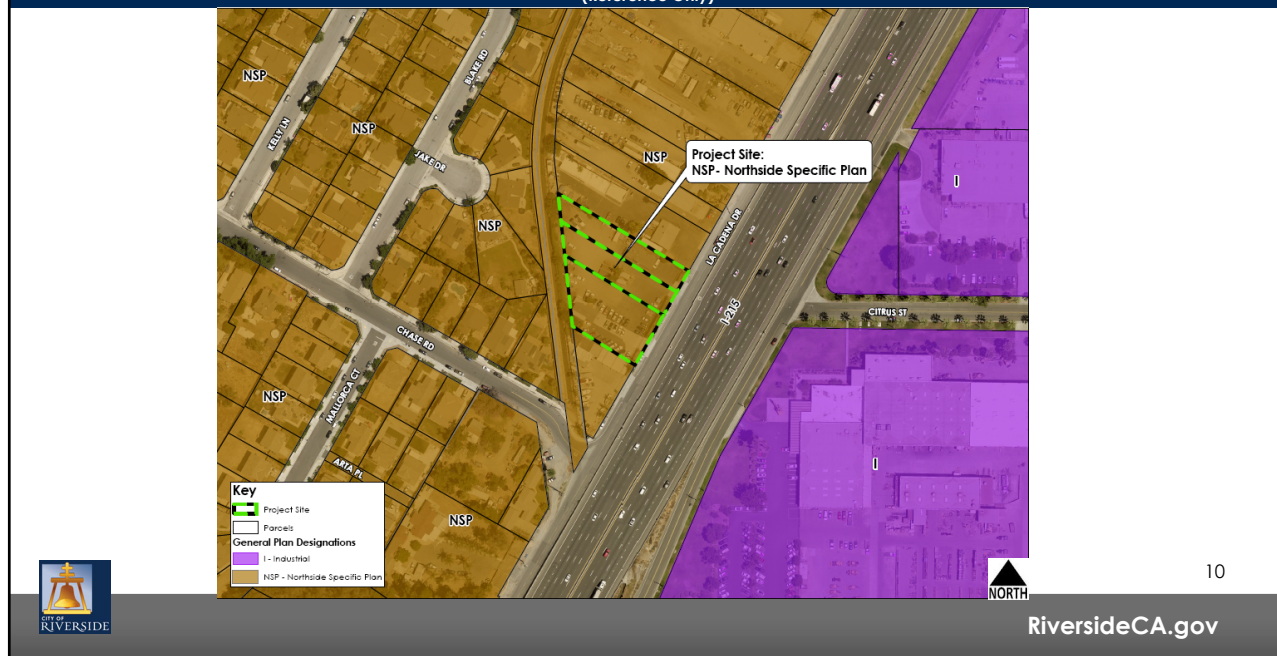 (Reference Only)
NSP
BLAKE RD
KELLY LN
NSP
JAKE DR
NSP
Project Site:
NSP- Northside Specific Plan
I
NSP
LA CADENA DR
I-215
CITRUS ST
CHASE RD
NSP
MALLORCA CT
ARTA PL
I
NSP
Key
Project Site
Parcels
General Plan Designations
I - Industrial
NSP - Northside Specific Plan
NORTH
10
CITY OF
RIVERSIDE
RiversideCA.gov